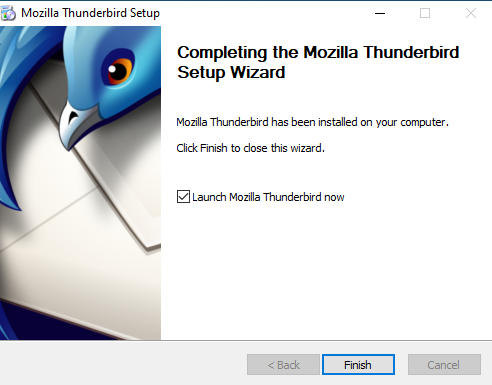 Mozilla Thunderbird Setup
Completing the Mozilla Thunderbird
Setup Wizard
Mozilla Thunderbird has been installed on your computer.
Click Finish to close this wizard.
Launch Mozilla Thunderbird now
< Back
Finish
Cancel